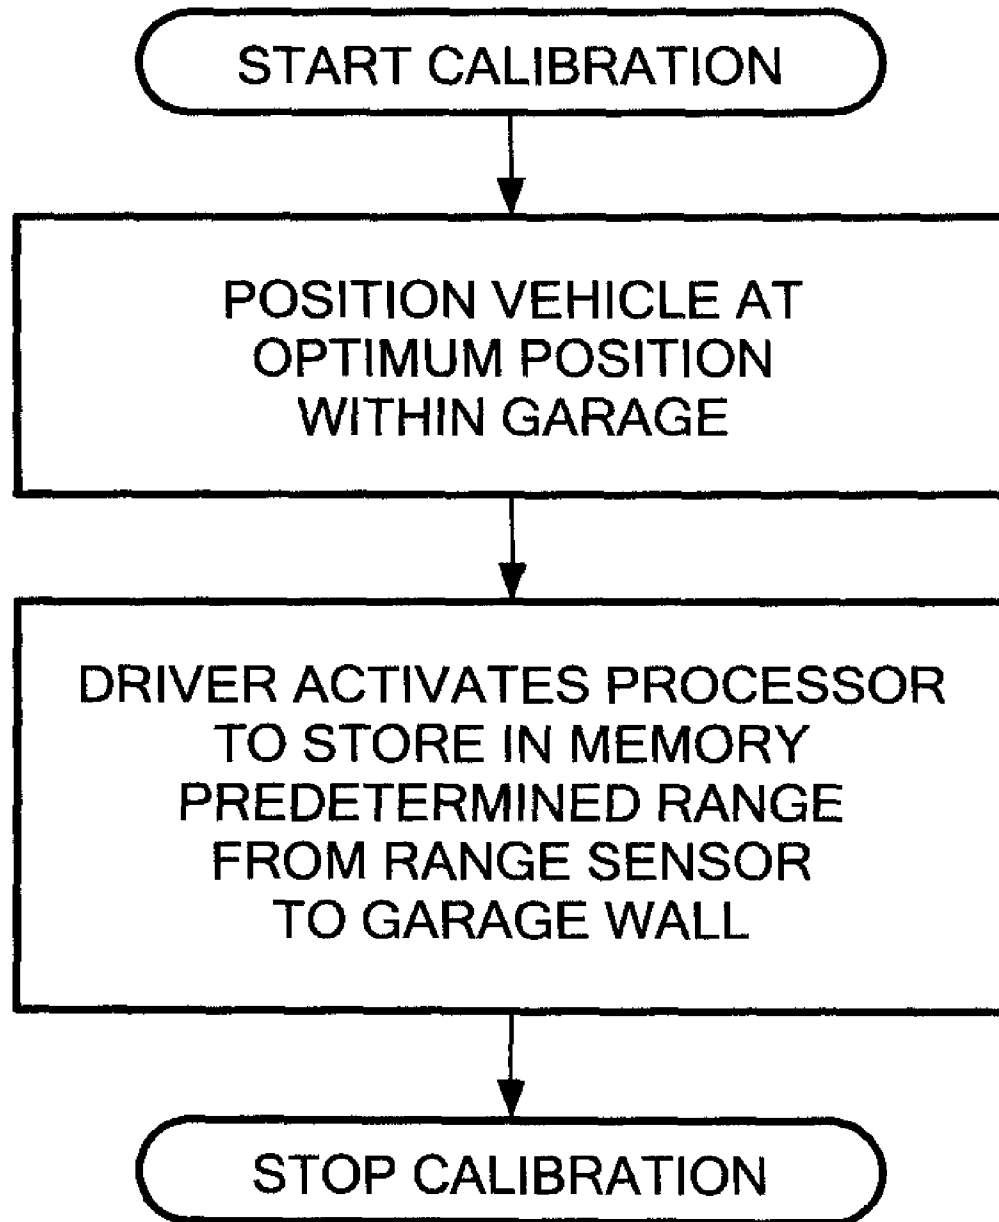 START CALIBRATION
POSITION VEHICLE AT
OPTIMUM POSITION
WITHIN GARAGE
DRIVER ACTIVATES PROCESSOR
TO STORE IN MEMORY
PREDETERMINED RANGE
FROM RANGE SENSOR
TO GARAGE WALL
STOP CALIBRATION